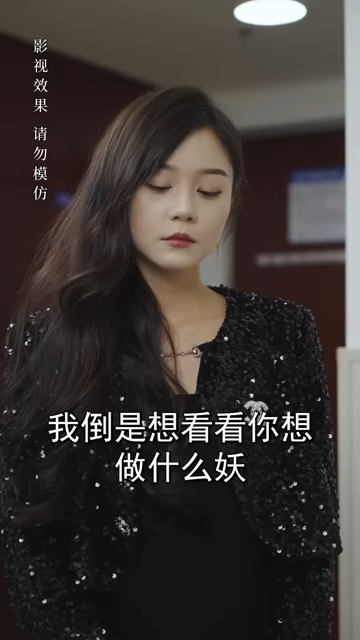 影视效果 请勿模仿
我倒是想看看你想
做什么妖